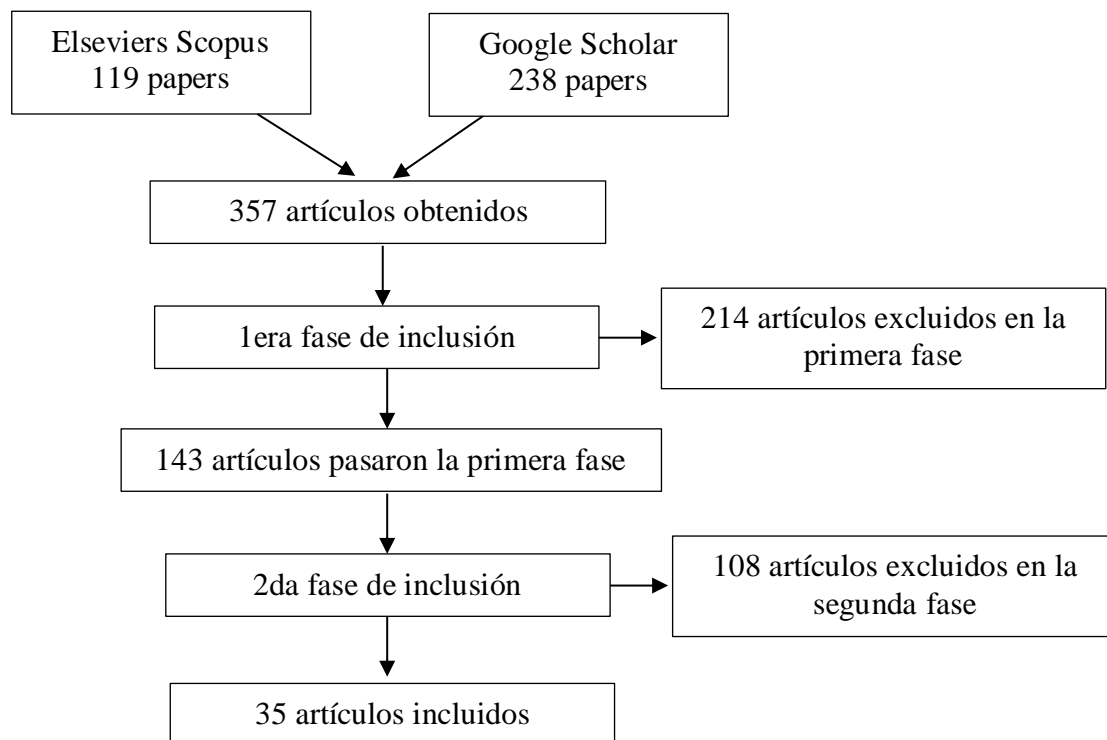 Elseviers Scopus
119 papers
Google Scholar
238 papers
357 artículos obtenidos
1era fase de inclusión
214 artículos excluidos en la
primera fase
143 artículos pasaron la primera fase
2da fase de inclusión
108 artículos excluidos en la
segunda fase
35 artículos incluidos